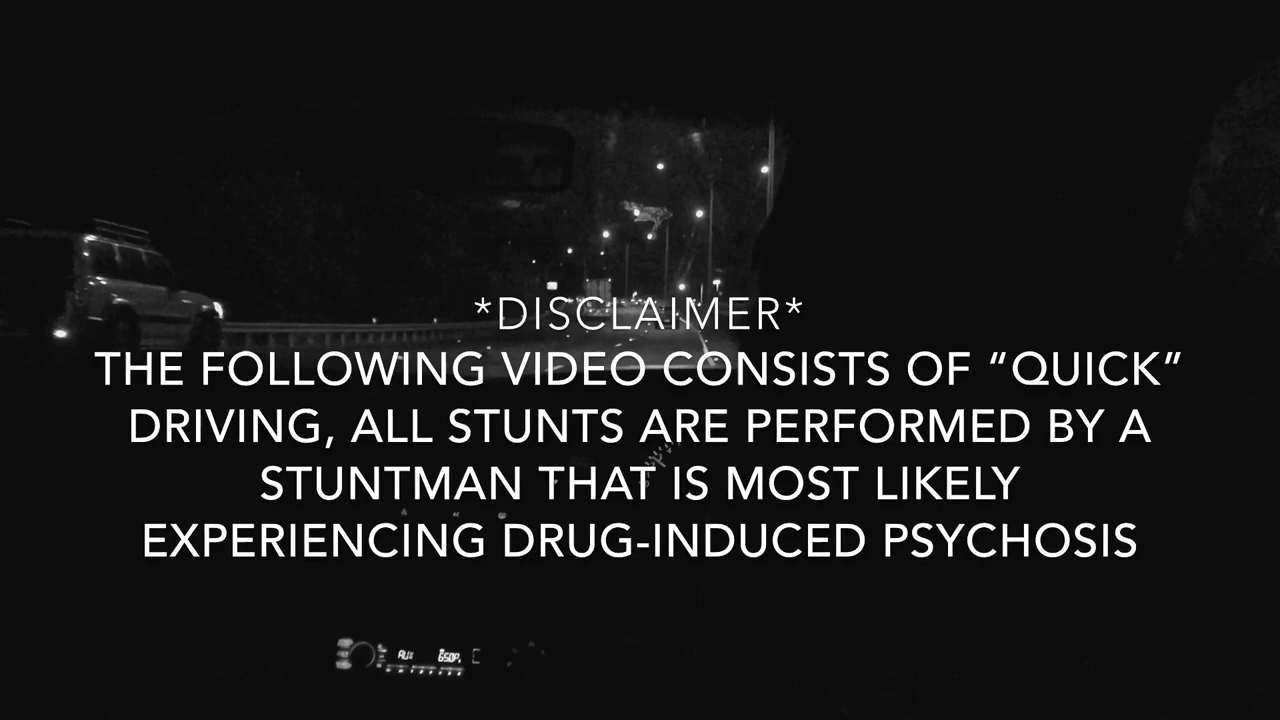 *DISCLAIMER*
THE FOLLOWING VIDEO CONSISTS OF “QUICK”
DRIVING, ALL STUNTS ARE PERFORMED BY A
STUNTMAN THAT IS MOST LIKELY
EXPERIENCING DRUG-INDUCED PSYCHOSIS